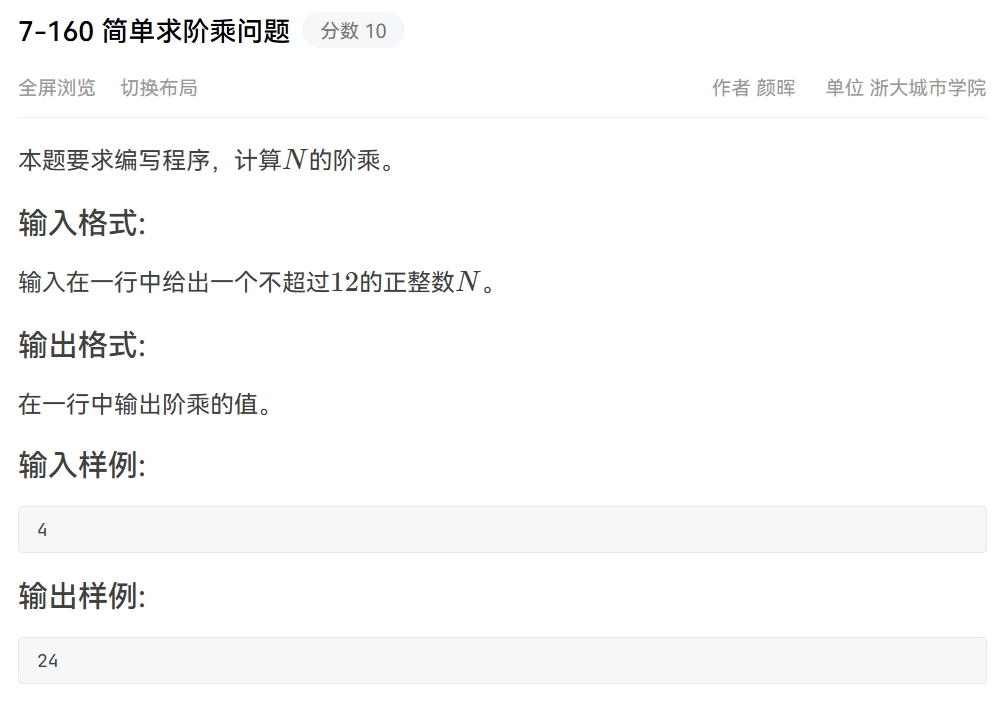 7-160 简单求阶乘问题 分数 10
全屏浏览 切换布局 作者 颜晖 单位 浙大城市学院
本题要求编写程序，计算N的阶乘。
输入格式:
输入在一行中给出一个不超过12的正整数N。
输出格式:
在一行中输出阶乘的值。
输入样例:
4
输出样例:
24